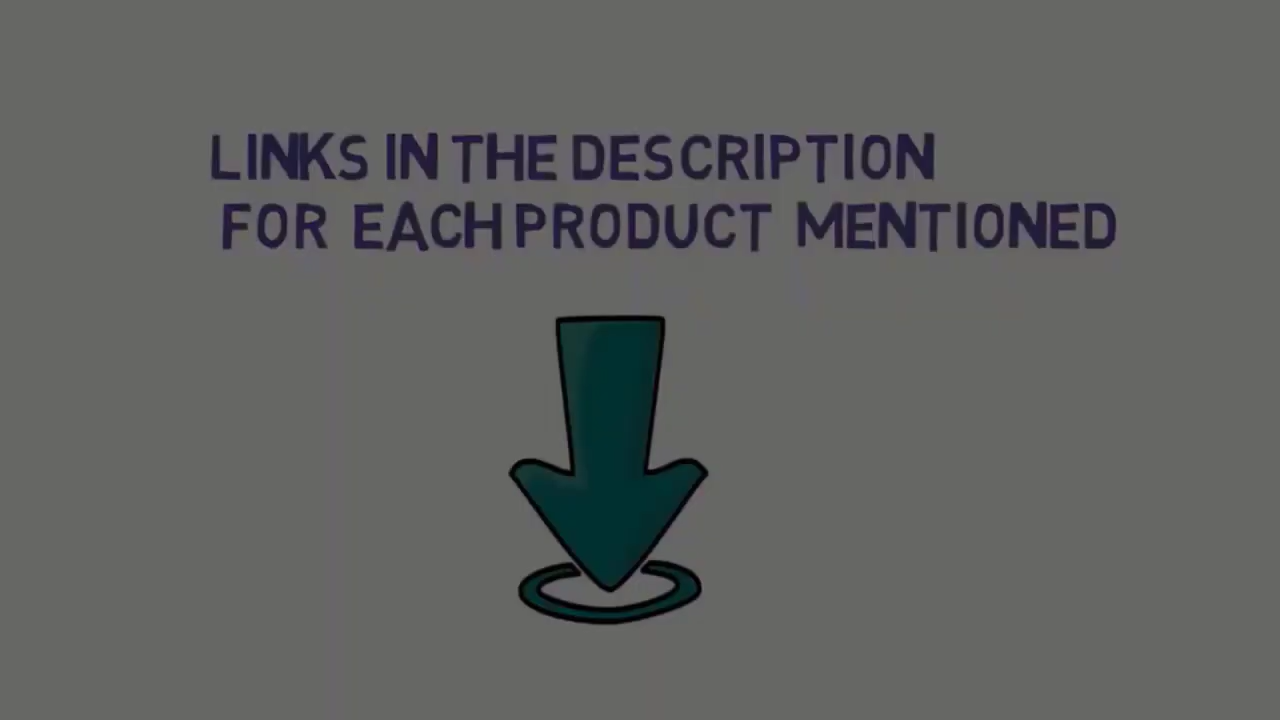 LINKS IN THE DESCRIPTION
FOR EACH PRODUCT MENTIONED